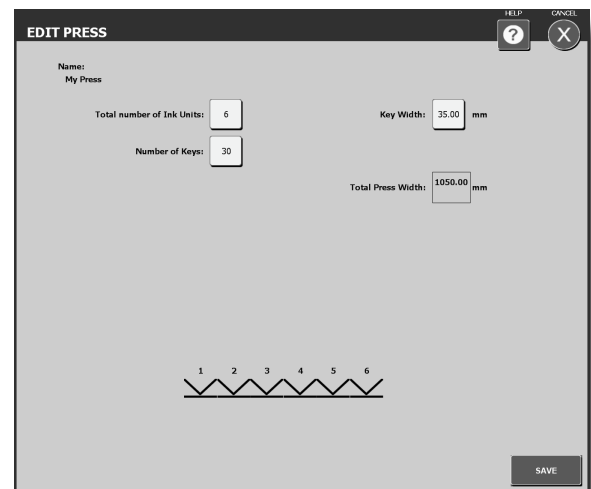 HELP CANCEL
EDIT PRESS ? X
Name:
My Press
Total number of Ink Units: 6 Key Width: 35.00 mm
Number of Keys: 30
Total Press Width: 1050.00 mm
1 2 3 4 5 6
SAVE